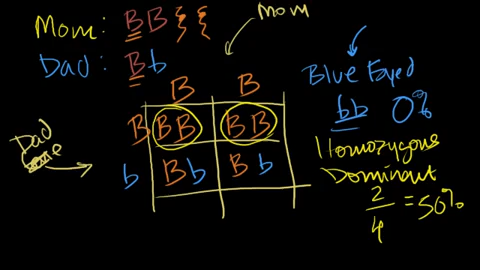 Mom: BB
Dad: Bb
Mom
B B
B BB BB
b Bb Bb
Dad
Blue Eyed
bb 0%
Homozygous
Dominant
2/4 = 50%